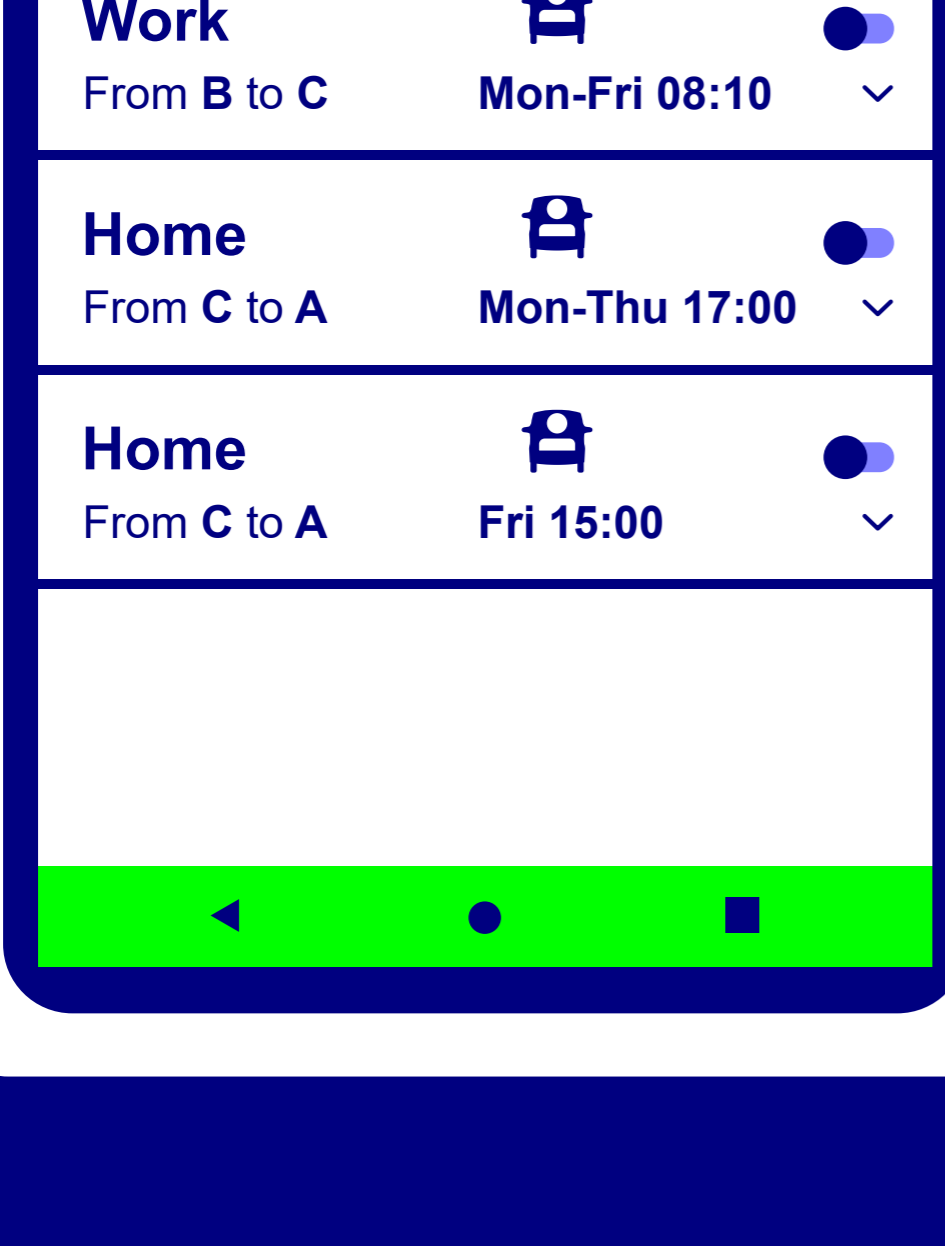 Work
From B to C Mon-Fri 08:10
Home
From C to A Mon-Thu 17:00
Home
From C to A Fri 15:00